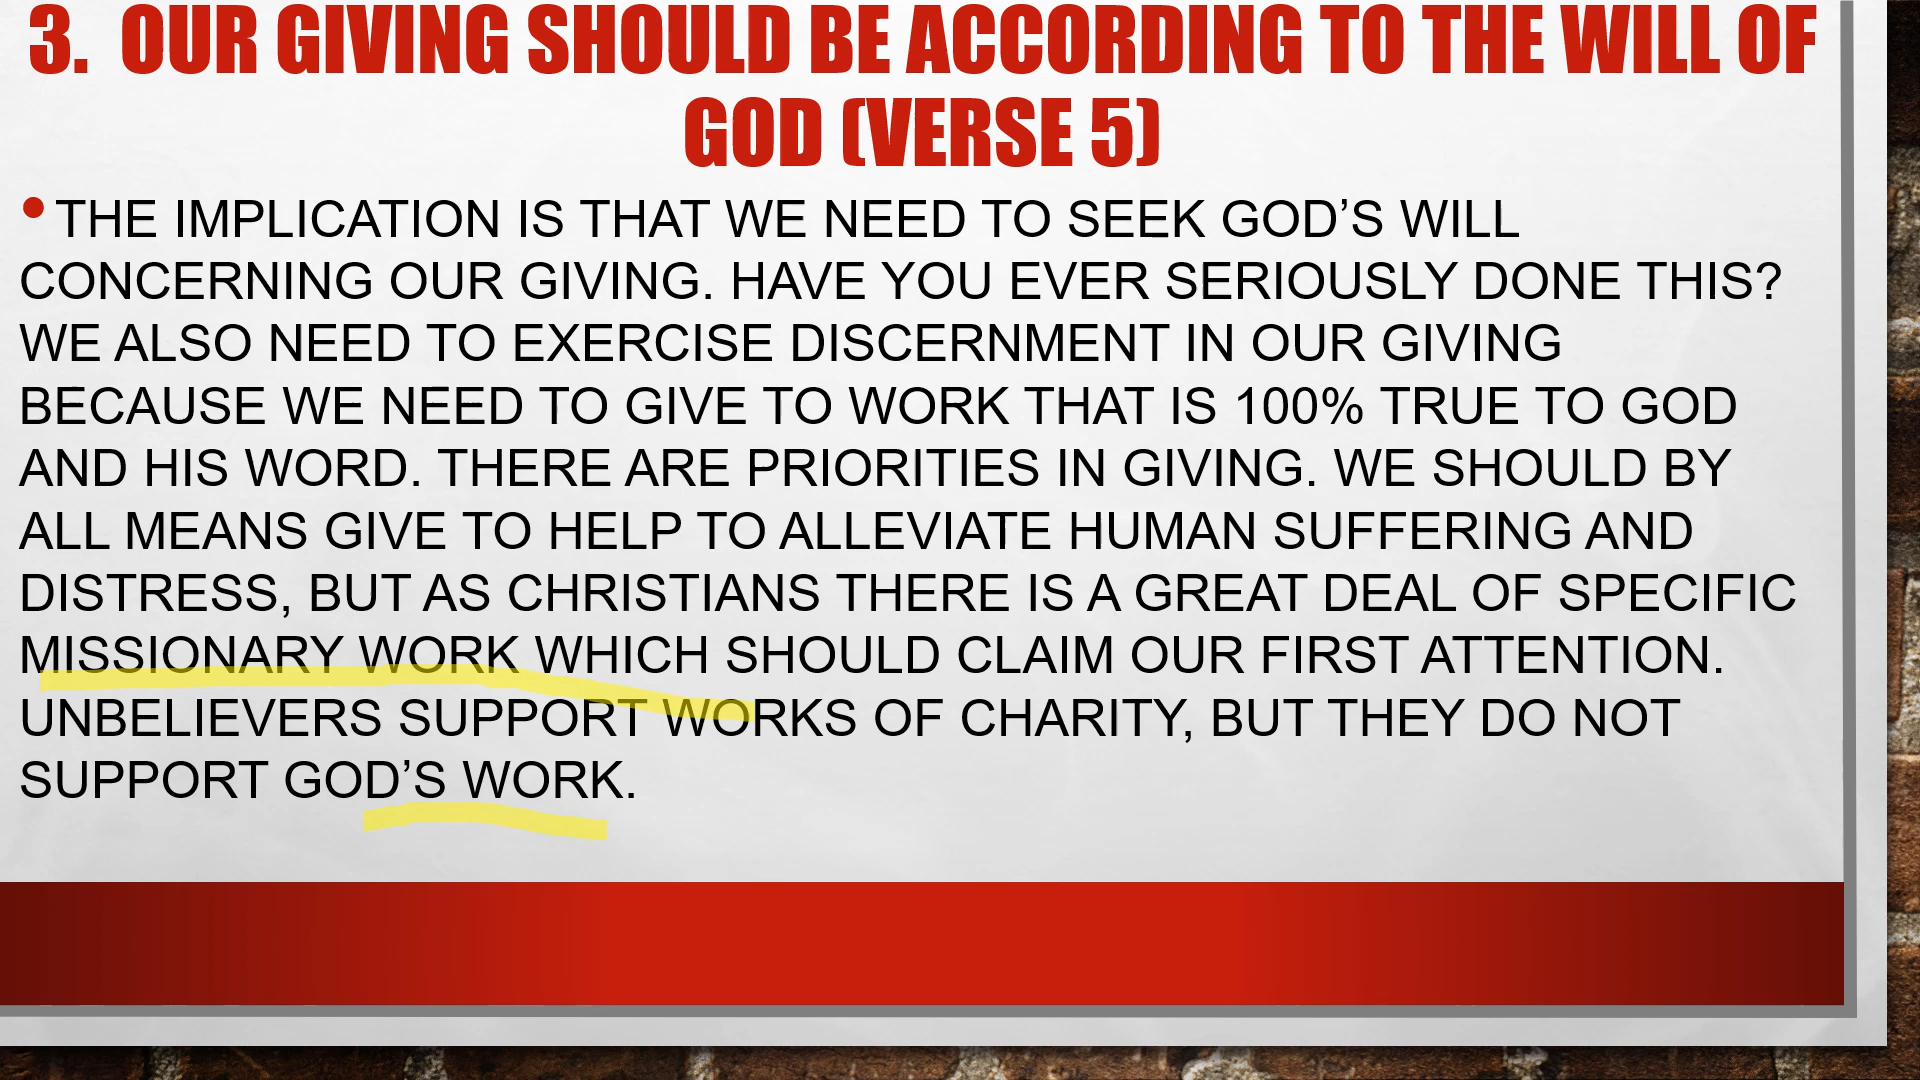 3. OUR GIVING SHOULD BE ACCORDING TO THE WILL OF
GOD (VERSE 5)
• THE IMPLICATION IS THAT WE NEED TO SEEK GOD’S WILL
CONCERNING OUR GIVING. HAVE YOU EVER SERIOUSLY DONE THIS?
WE ALSO NEED TO EXERCISE DISCERNMENT IN OUR GIVING
BECAUSE WE NEED TO GIVE TO WORK THAT IS 100% TRUE TO GOD
AND HIS WORD. THERE ARE PRIORITIES IN GIVING. WE SHOULD BY
ALL MEANS GIVE TO HELP TO ALLEVIATE HUMAN SUFFERING AND
DISTRESS, BUT AS CHRISTIANS THERE IS A GREAT DEAL OF SPECIFIC
MISSIONARY WORK WHICH SHOULD CLAIM OUR FIRST ATTENTION.
UNBELIEVERS SUPPORT WORKS OF CHARITY, BUT THEY DO NOT
SUPPORT GOD’S WORK.